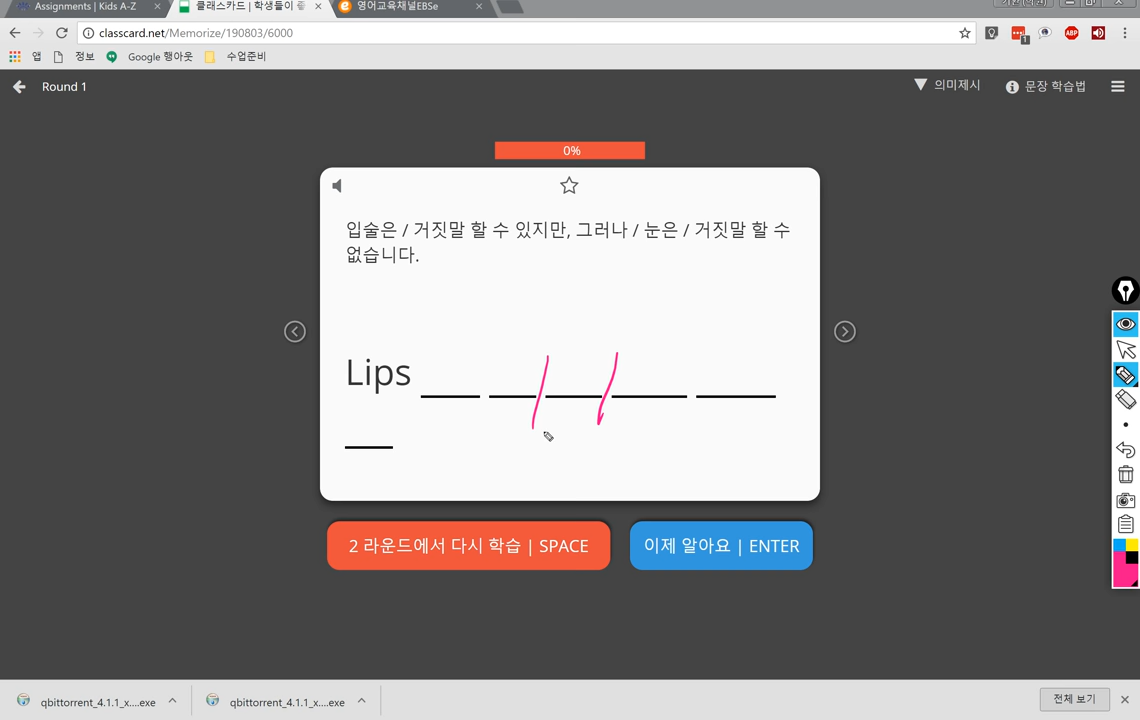 Assignments | Kids A-Z
클래스카드 | 학생들이 좋
영어교육채널EBSe
classcard.net/Memorize/190803/6000
ABP
1
앱
정보
Google 행아웃
수업준비
Round 1
의미제시
문장 학습법
0%
입술은 / 거짓말 할 수 있지만, 그러나 / 눈은 / 거짓말 할 수
없습니다.
Lips
2 라운드에서 다시 학습 | SPACE
이제 알아요 | ENTER
qbittorrent_4.1.1_x....exe
qbittorrent_4.1.1_x....exe
전체 보기